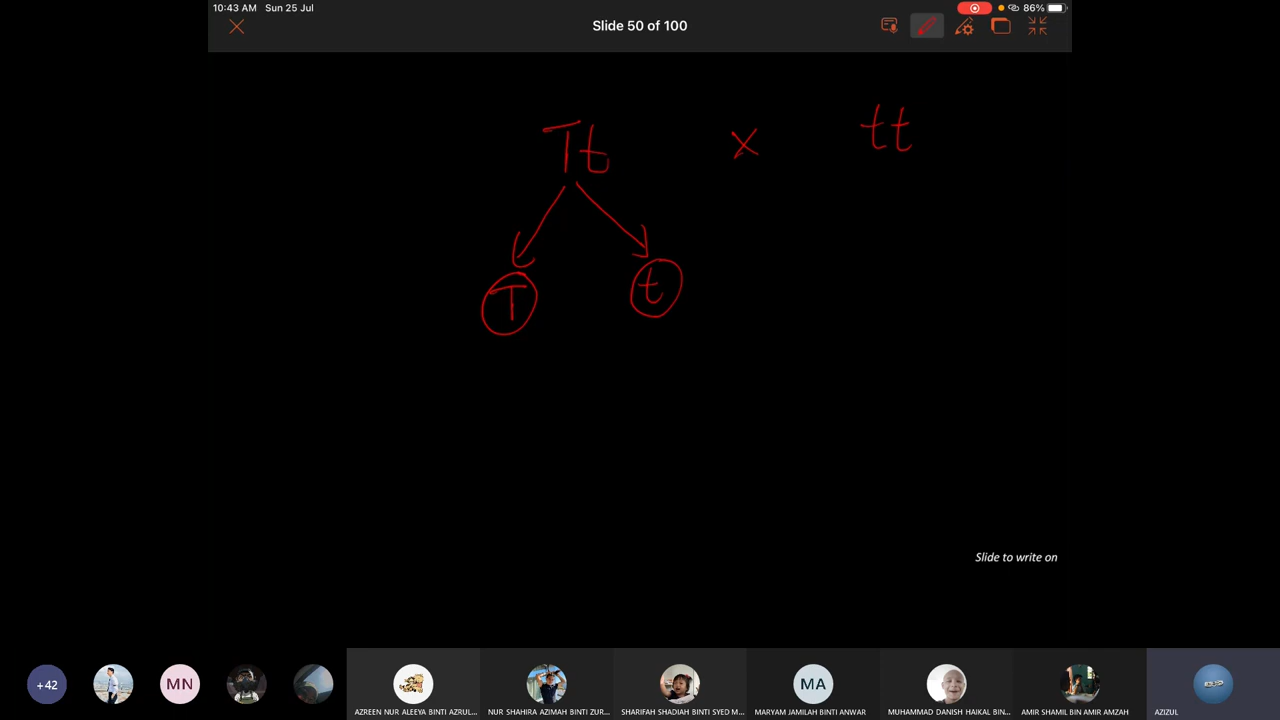 10:43 AM Sun 25 Jul
86%
Slide 50 of 100
Tt x tt
T t
Slide to write on
+42
MN
MA
AZREEN NUR ALEEYA BINTI AZRUL...
NUR SHAHIRA AZIMAH BINTI ZUR...
SHARIFAH SHADIAH BINTI SYED M...
MARYAM JAMILAH BINTI ANWAR
MUHAMMAD DANISH HAIKAL BIN...
AMIR SHAMIL BIN AMIR AMZAH
AZIZUL